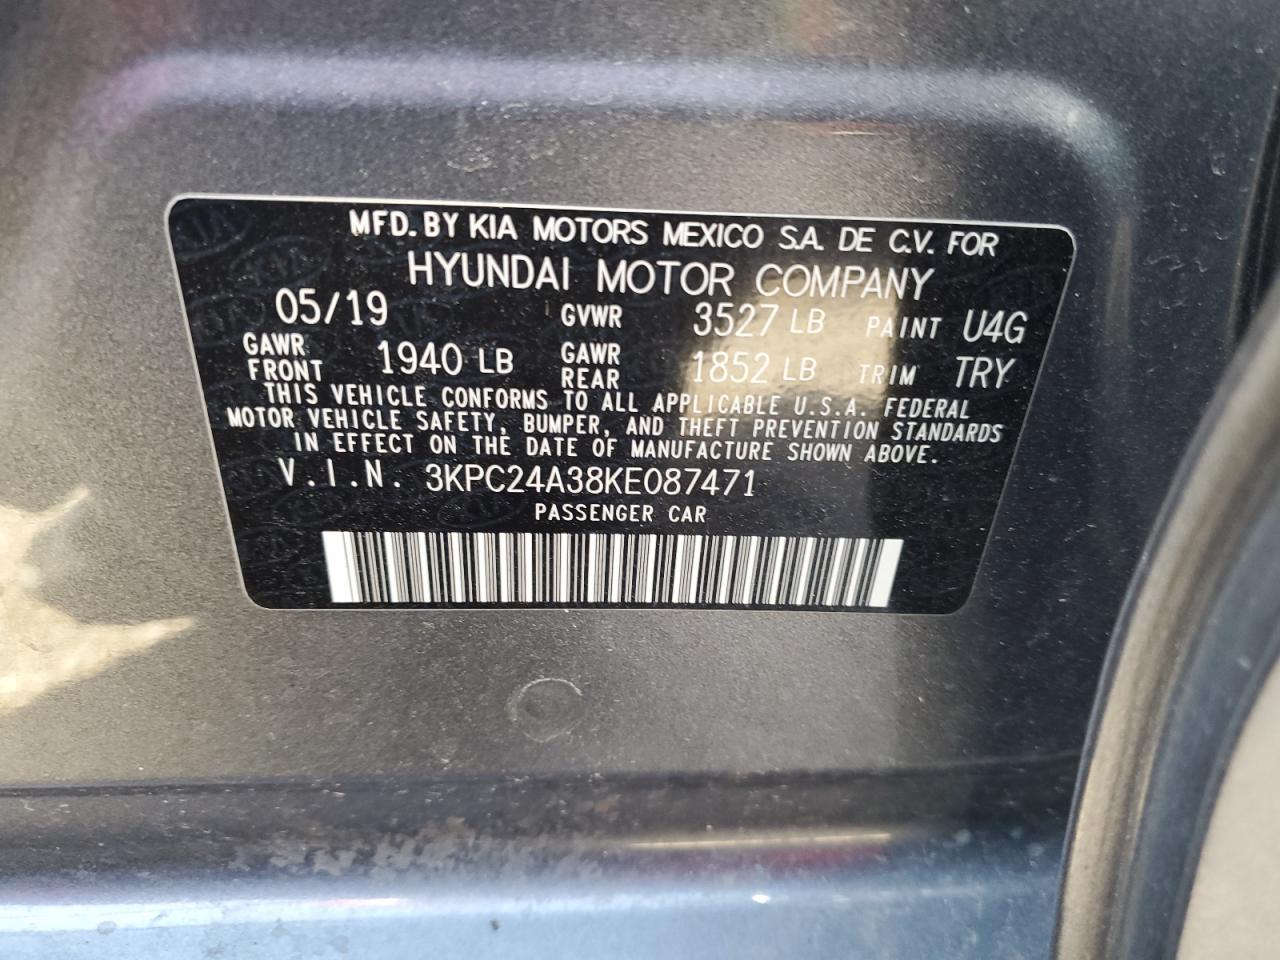 MFD. BY KIA MOTORS MEXICO S.A. DE C.V. FOR
HYUNDAI MOTOR COMPANY
05/19 GVWR 3527 LB PAINT U4G
GAWR FRONT 1940 LB GAWR REAR 1852 LB TRIM TRY
THIS VEHICLE CONFORMS TO ALL APPLICABLE U.S.A. FEDERAL
MOTOR VEHICLE SAFETY, BUMPER, AND THEFT PREVENTION STANDARDS
IN EFFECT ON THE DATE OF MANUFACTURE SHOWN ABOVE.
V.I.N. 3KPC24A38KE087471
PASSENGER CAR